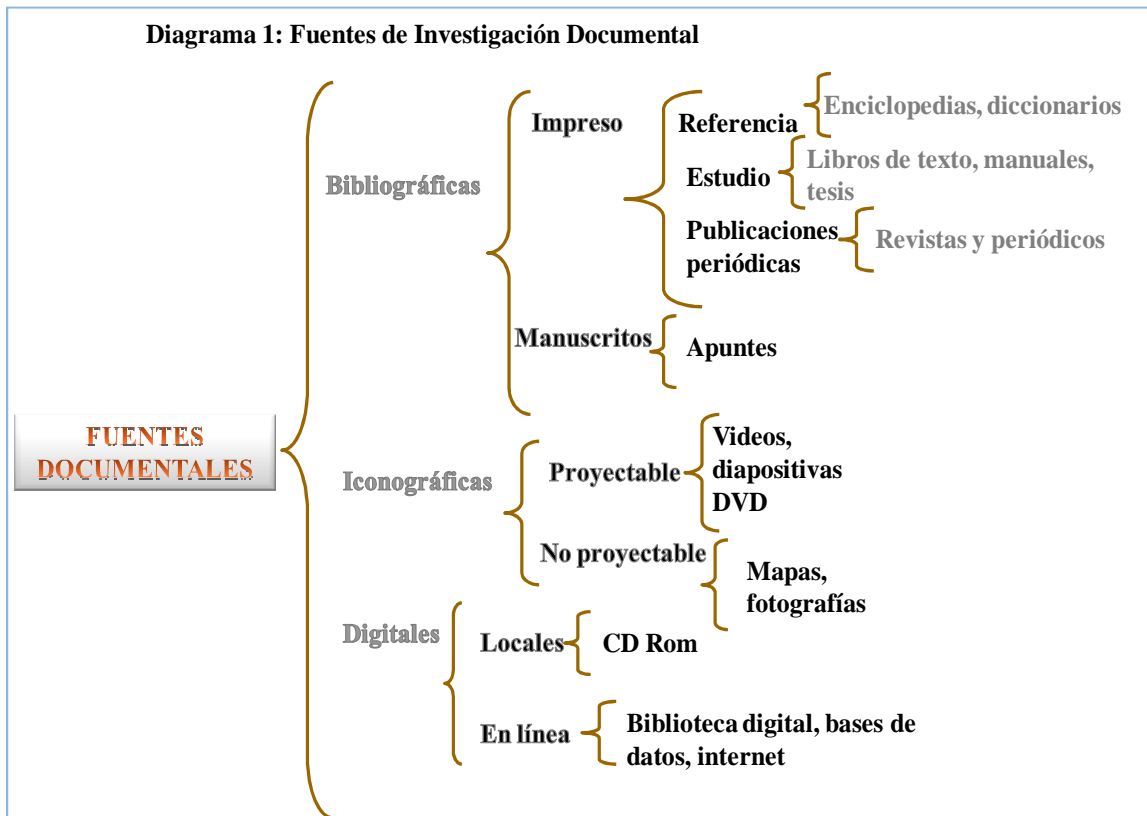 Diagrama 1: Fuentes de Investigación Documental
FUENTES
DOCUMENTALES
Bibliográficas
Impreso
Referencia
Enciclopedias, diccionarios
Estudio
Libros de texto, manuales,
tesis
Publicaciones
periódicas
Revistas y periódicos
Manuscritos
Apuntes
Iconográficas
Proyectable
Videos,
diapositivas
DVD
No proyectable
Mapas,
fotografías
Digitales
Locales
CD Rom
En línea
Biblioteca digital, bases de
datos, internet